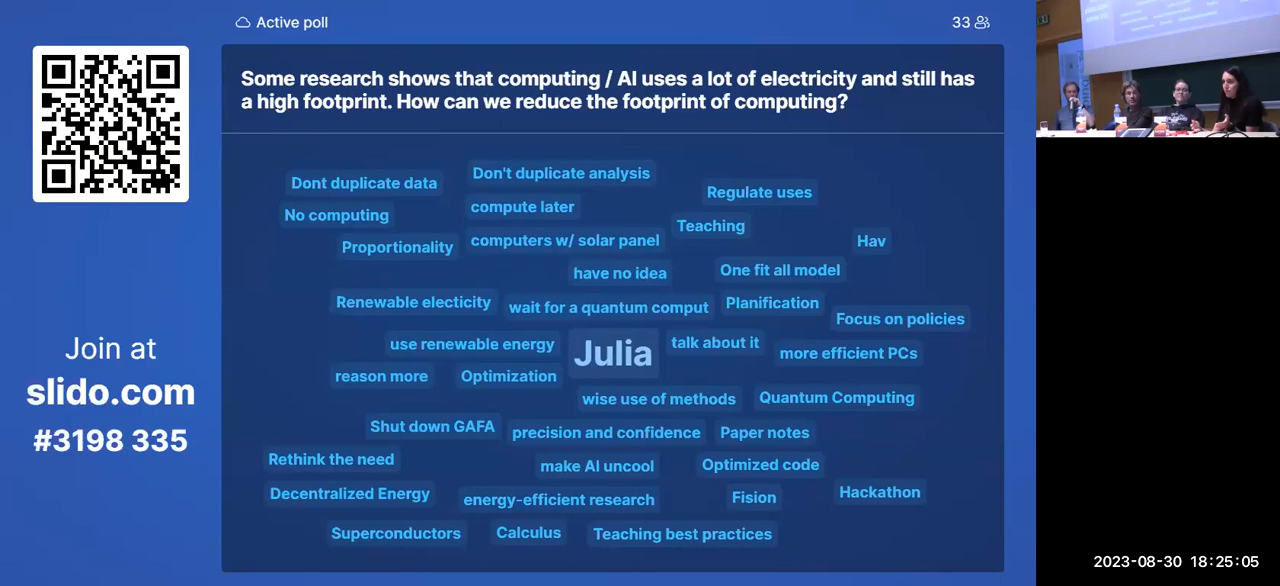 Active poll
33
Some research shows that computing / AI uses a lot of electricity and still has
a high footprint. How can we reduce the footprint of computing?
Dont duplicate data
Don't duplicate analysis
Regulate uses
No computing
compute later
Teaching
Proportionality
computers w/ solar panel
Hav
have no idea
One fit all model
Renewable electicity
wait for a quantum comput
Planification
Focus on policies
use renewable energy
Julia
talk about it
more efficient PCs
reason more
Optimization
wise use of methods
Quantum Computing
Shut down GAFA
precision and confidence
Paper notes
Rethink the need
make AI uncool
Optimized code
Decentralized Energy
energy-efficient research
Fision
Hackathon
Superconductors
Calculus
Teaching best practices
Join at
slido.com
#3198 335
2023-08-30 18:25:05